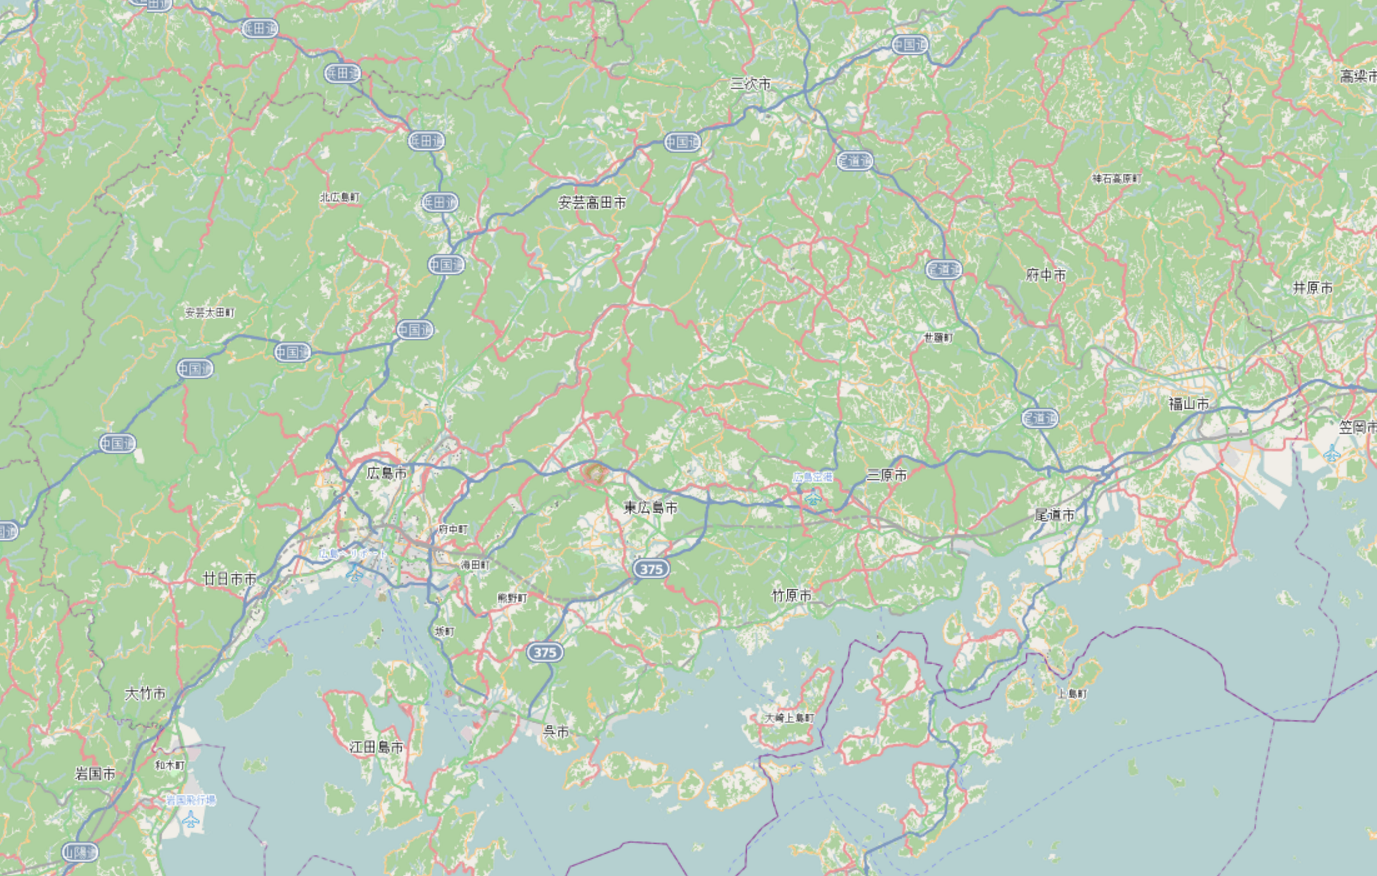 浜田道
浜田道
中国道
浜田道
高梁市
三次市
浜田道
中国道
尾道道
神石高原町
北広島町
浜田道
安芸高田市
中国道
尾道道
府中市
井原市
安芸太田町
中国道
世羅町
中国道
中国道
福山市
尾道道
笠岡市
中国道
広島市
広島空港
三原市
東広島市
尾道市
府中町
広島ヘリポート
海田町
375
廿日市市
熊野町
竹原市
坂町
375
大竹市
上島町
大崎上島町
呉市
江田島市
和木町
岩国市
岩国飛行場
山陽道